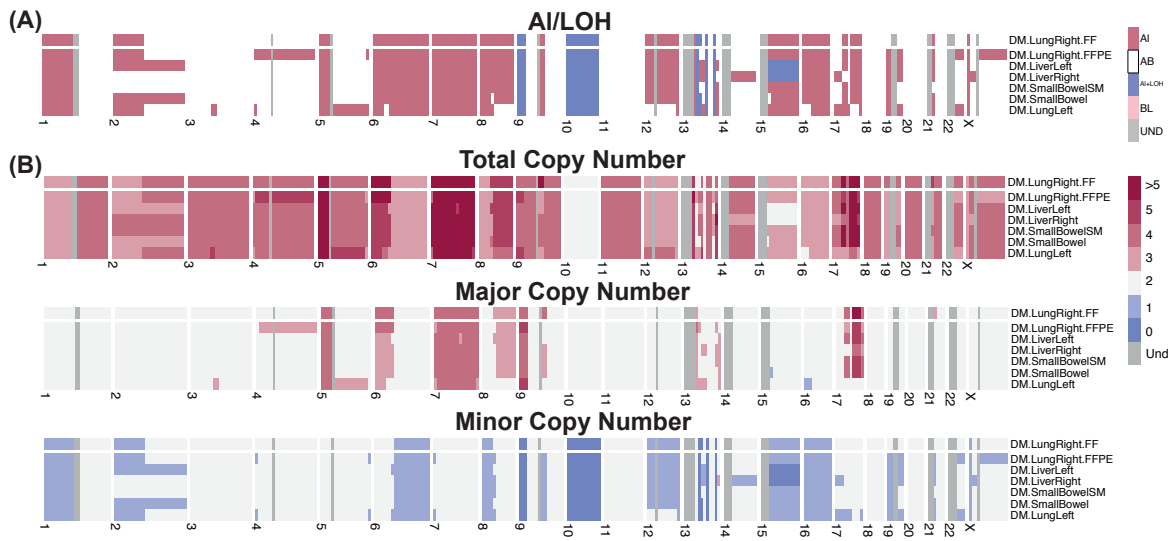 (A)
AI/LOH
DM.LungRight.FF
DM.LungRight.FFPE
DM.LiverLeft
DM.LiverRight
DM.SmallBowelSM
DM.SmallBowel
DM.LungLeft
1 2 3 4 5 6 7 8 9 10 11 12 13 14 15 16 17 18 19 20 21 22 X
AI
AB
AI+LOH
BL
UND
(B)
Total Copy Number
DM.LungRight.FF
DM.LungRight.FFPE
DM.LiverLeft
DM.LiverRight
DM.SmallBowelSM
DM.SmallBowel
DM.LungLeft
1 2 3 4 5 6 7 8 9 10 11 12 13 14 15 16 17 18 19 20 21 22 X
>5
5
4
3
2
1
0
Und
Major Copy Number
DM.LungRight.FF
DM.LungRight.FFPE
DM.LiverLeft
DM.LiverRight
DM.SmallBowelSM
DM.SmallBowel
DM.LungLeft
1 2 3 4 5 6 7 8 9 10 11 12 13 14 15 16 17 18 19 20 21 22 X
Minor Copy Number
DM.LungRight.FF
DM.LungRight.FFPE
DM.LiverLeft
DM.LiverRight
DM.SmallBowelSM
DM.SmallBowel
DM.LungLeft
1 2 3 4 5 6 7 8 9 10 11 12 13 14 15 16 17 18 19 20 21 22 X